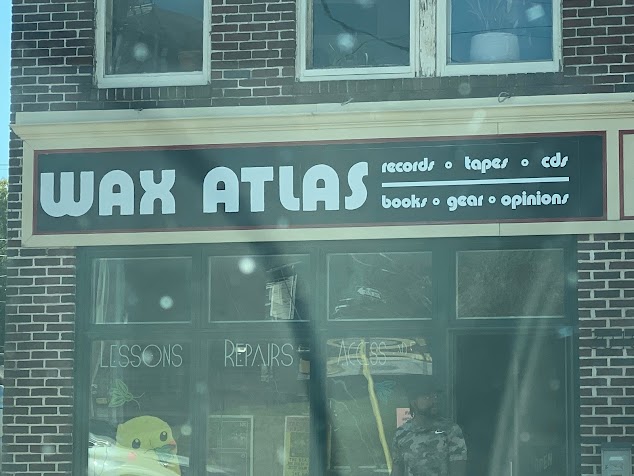 WAX ATLAS
records • tapes • cds
books • gear • opinions
LESSONS
REPAIRS